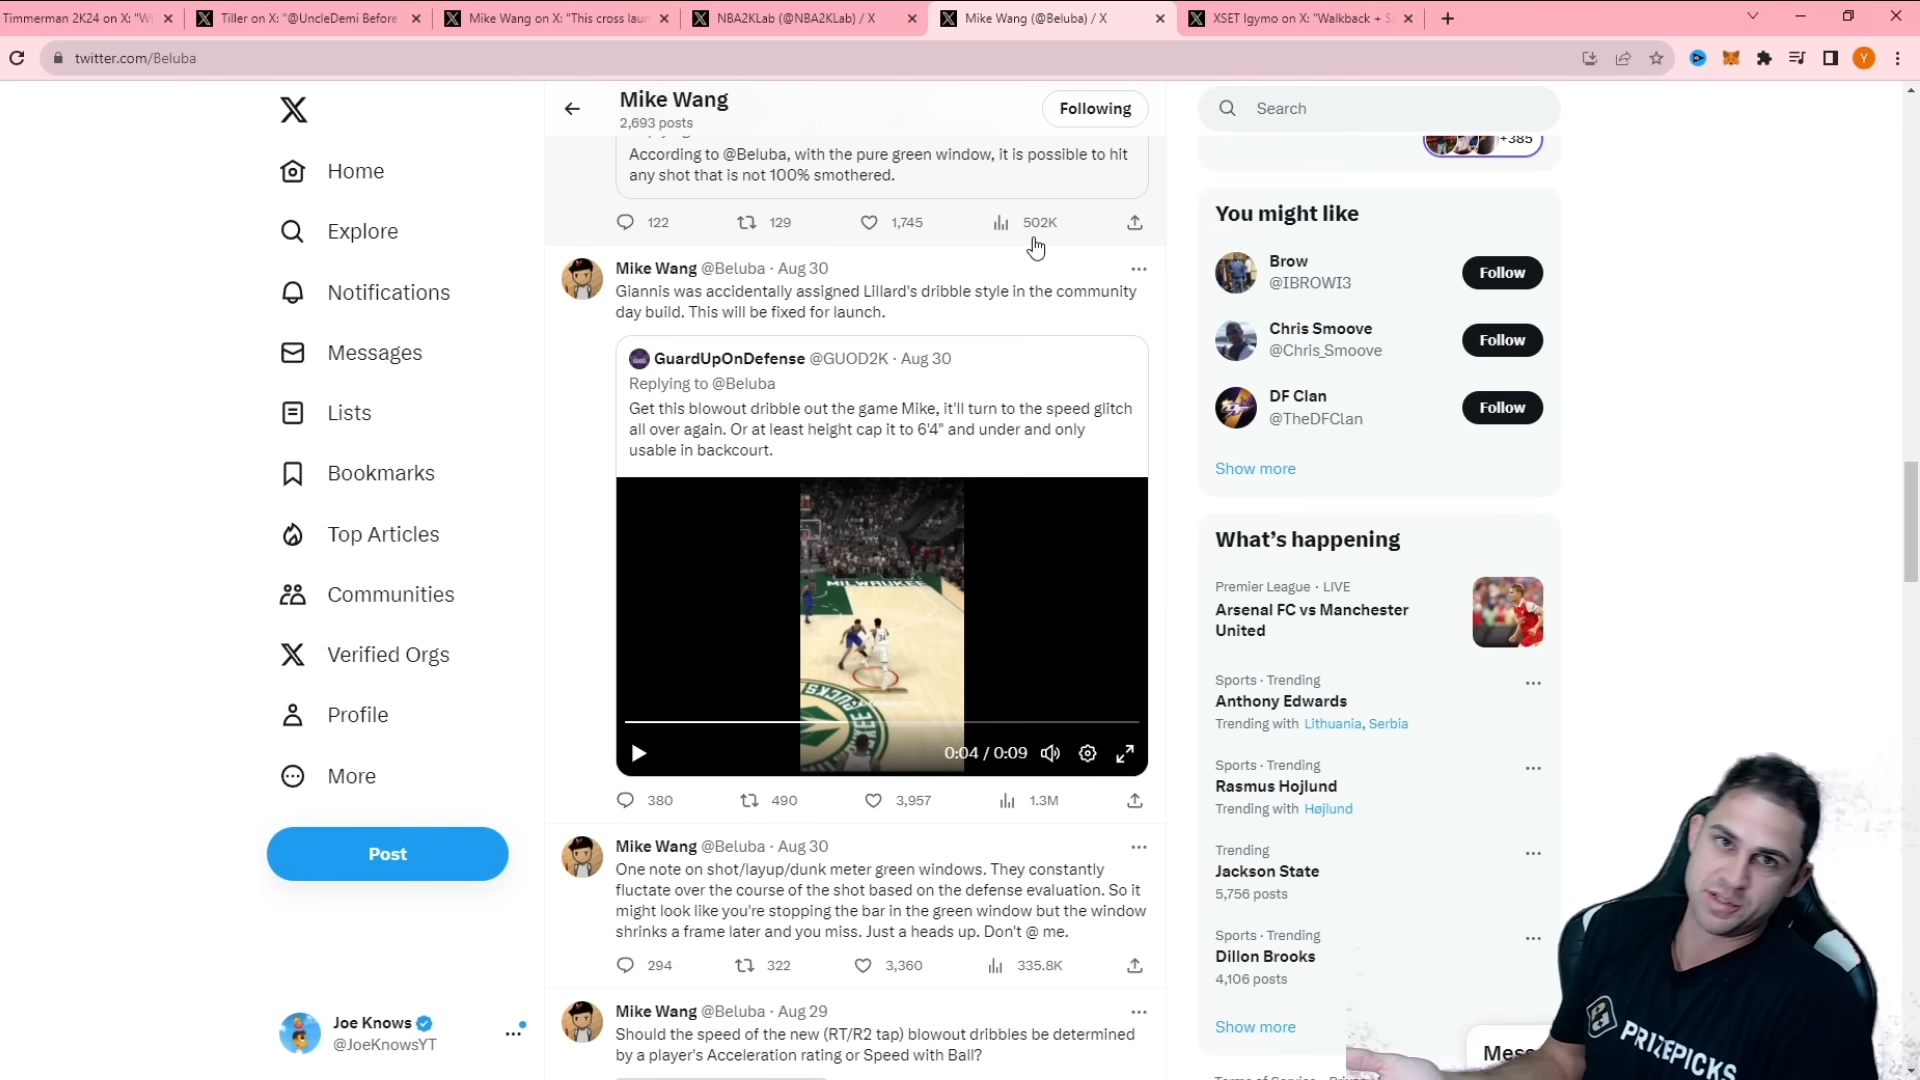 Timmerman 2K24 on X: "Wi
Tiller on X: "@UncleDemi Before
Mike Wang on X: "This cross laun
NBA2KLab (@NBA2KLab) / X
Mike Wang (@Beluba) / X
XSET Igymo on X: "Walkback + S
twitter.com/Beluba
Y
Home
Explore
Notifications
Messages
Lists
Bookmarks
Top Articles
Communities
Verified Orgs
Profile
More
Post
Joe Knows
@JoeKnowsYT
Mike Wang
2,693 posts
Following
According to @Beluba, with the pure green window, it is possible to hit
any shot that is not 100% smothered.
122 129 1,745 502K
Mike Wang @Beluba · Aug 30
Giannis was accidentally assigned Lillard's dribble style in the community
day build. This will be fixed for launch.
GuardUpOnDefense @GUOD2K · Aug 30
Replying to @Beluba
Get this blowout dribble out the game Mike, it'll turn to the speed glitch
all over again. Or at least height cap it to 6'4" and under and only
usable in backcourt.
MILWAUKEE
34
BUCKS
0:04 / 0:09
380 490 3,957 1.3M
Mike Wang @Beluba · Aug 30
One note on shot/layup/dunk meter green windows. They constantly
fluctate over the course of the shot based on the defense evaluation. So it
might look like you're stopping the bar in the green window but the window
shrinks a frame later and you miss. Just a heads up. Don't @ me.
294 322 3,360 335.8K
Mike Wang @Beluba · Aug 29
Should the speed of the new (RT/R2 tap) blowout dribbles be determined
by a player's Acceleration rating or Speed with Ball?
Search
+385
You might like
Brow
@IBROWI3
Follow
Chris Smoove
@Chris_Smoove
Follow
DF Clan
@TheDFClan
Follow
Show more
What's happening
Premier League · LIVE
Arsenal FC vs Manchester
United
Sports · Trending
Anthony Edwards
Trending with Lithuania, Serbia
Sports · Trending
Rasmus Hojlund
Trending with Højlund
Trending
Jackson State
5,756 posts
Sports · Trending
Dillon Brooks
4,106 posts
Show more
Mess
PRIZEPICKS